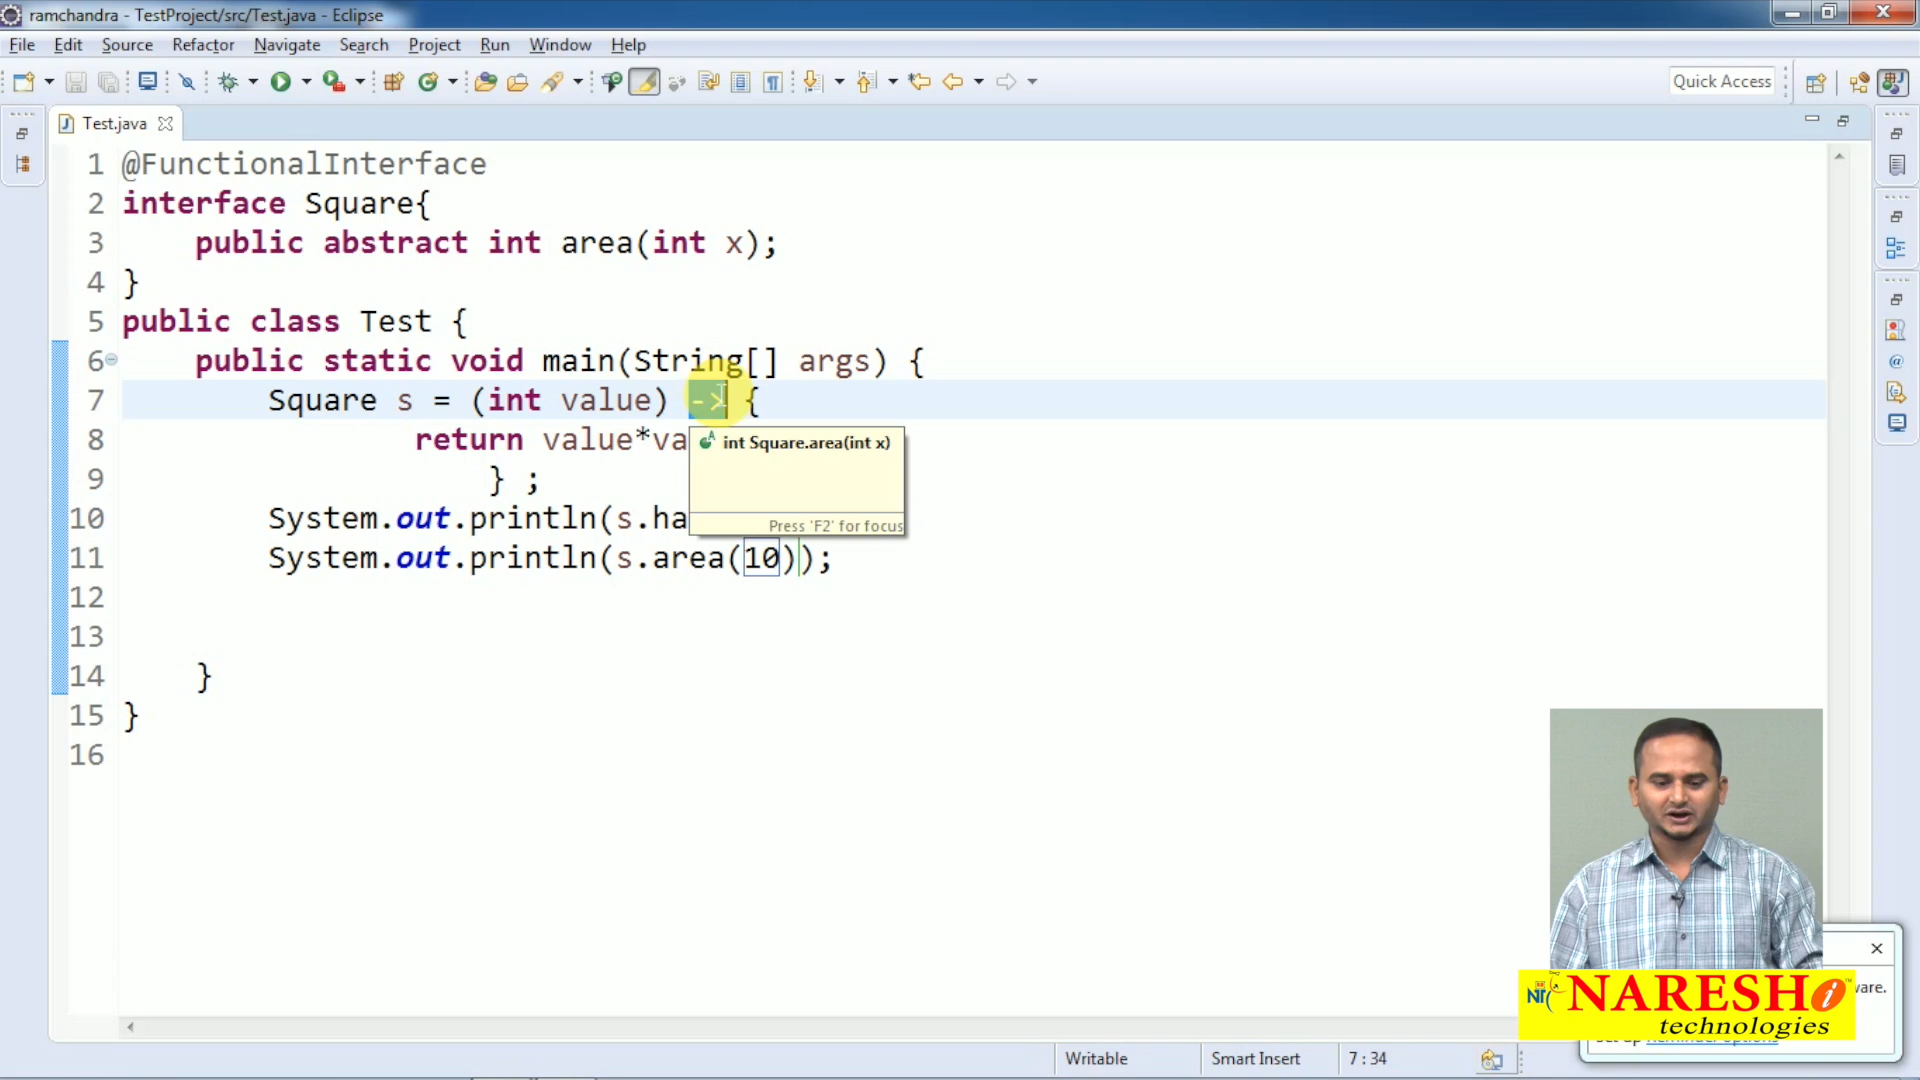 ramchandra - TestProject/src/Test.java - Eclipse
File Edit Source Refactor Navigate Search Project Run Window Help
Quick Access
Test.java
1 @FunctionalInterface
2 interface Square{
3 public abstract int area(int x);
4 }
5 public class Test {
6 public static void main(String[] args) {
7 Square s = (int value) -> {
8 return value*va
int Square.area(int x)
9 } ;
10 System.out.println(s.ha
Press 'F2' for focus
11 System.out.println(s.area(10));
12
13
14 }
15 }
16
NARESH i
technologies
ware.
Writable Smart Insert 7 : 34